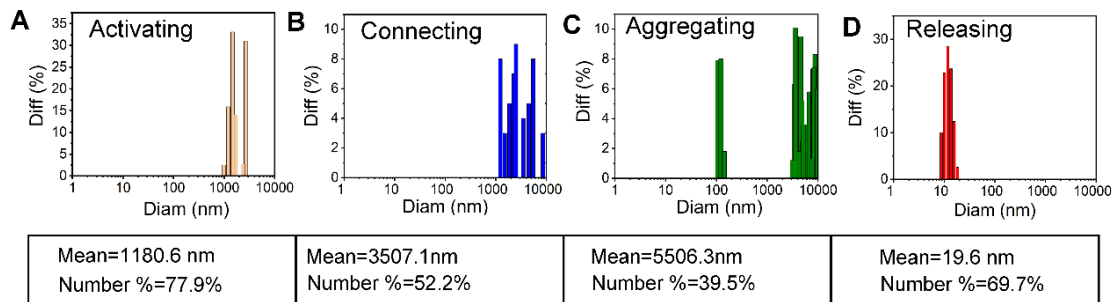 A
Activating
Diff (%)
35
30
25
20
15
10
5
0
1
10
100
1000
10000
Diam (nm)
B
Connecting
Diff (%)
10
8
6
4
2
0
1
10
100
1000
10000
Diam (nm)
C
Aggregating
Diff (%)
10
8
6
4
2
0
1
10
100
1000
10000
Diam (nm)
D
Releasing
Diff (%)
30
20
10
0
1
10
100
1000
10000
Diam (nm)
Mean=1180.6 nm
Number %=77.9%
Mean=3507.1nm
Number %=52.2%
Mean=5506.3nm
Number %=39.5%
Mean=19.6 nm
Number %=69.7%